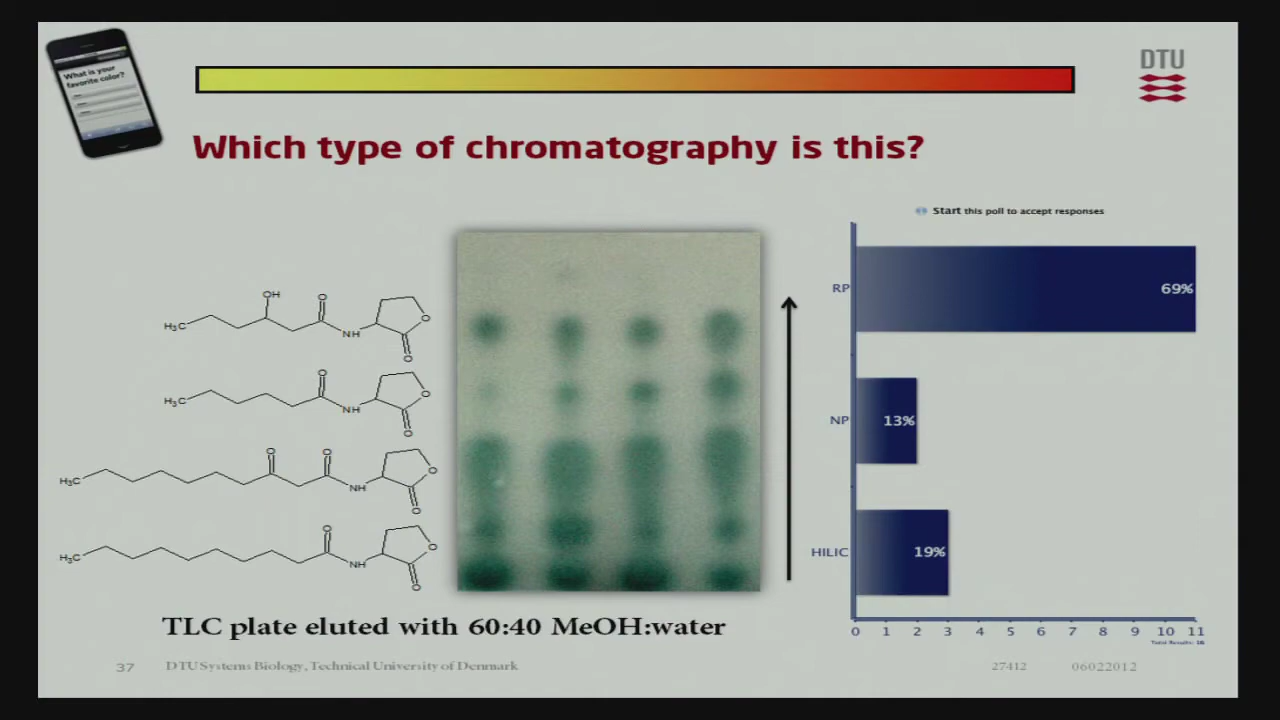 What is your
favorite color?
DTU
Which type of chromatography is this?
Start this poll to accept responses
RP
69%
NP
13%
HILIC
19%
0 1 2 3 4 5 6 7 8 9 10 11
Total Results: 16
OH
O
O
H₃C
NH
O
O
O
H₃C
NH
O
O
O
O
H₃C
NH
O
O
O
H₃C
NH
O
TLC plate eluted with 60:40 MeOH:water
37
DTU Systems Biology, Technical University of Denmark
27412
06022012